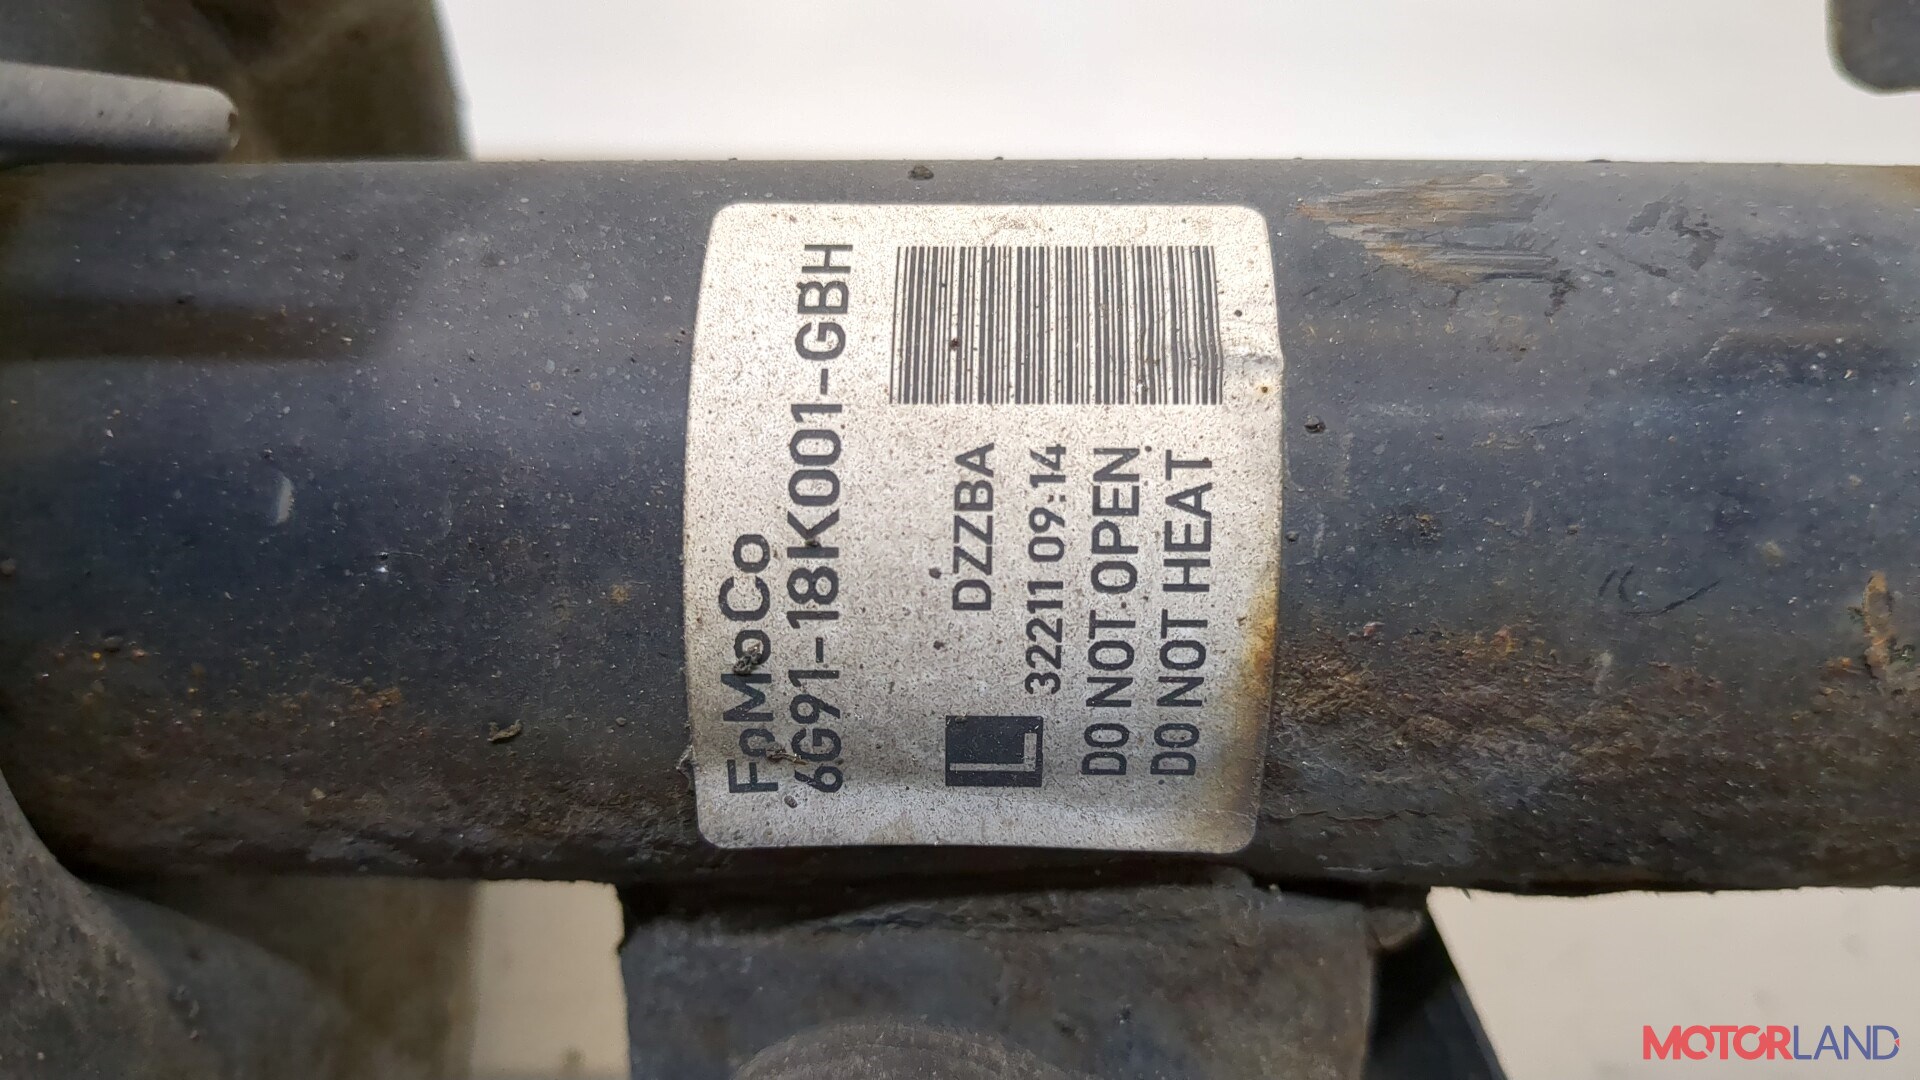 FoMoCo
6G91-18K001-GBH
DZZBA
L
32211 09:14
DO NOT OPEN
DO NOT HEAT
MOTORLAND